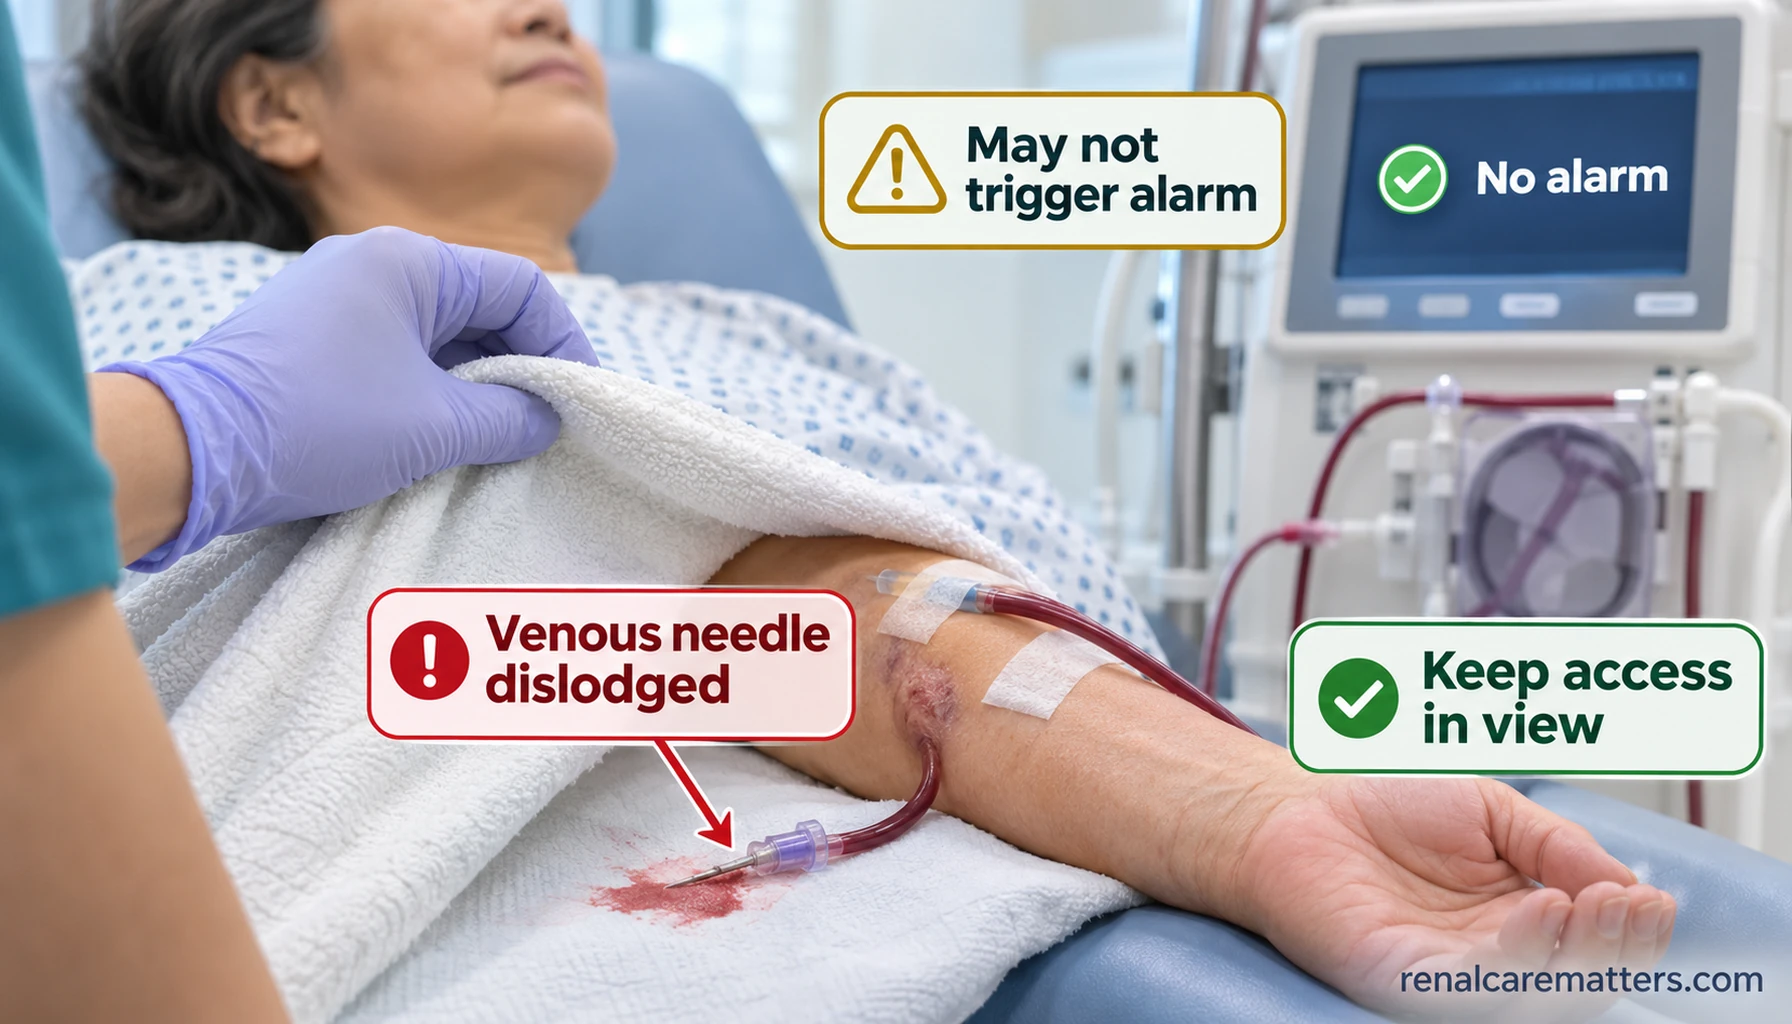 May not
trigger alarm
No alarm
Venous needle
dislodged
Keep access
in view
renalcarematters.com